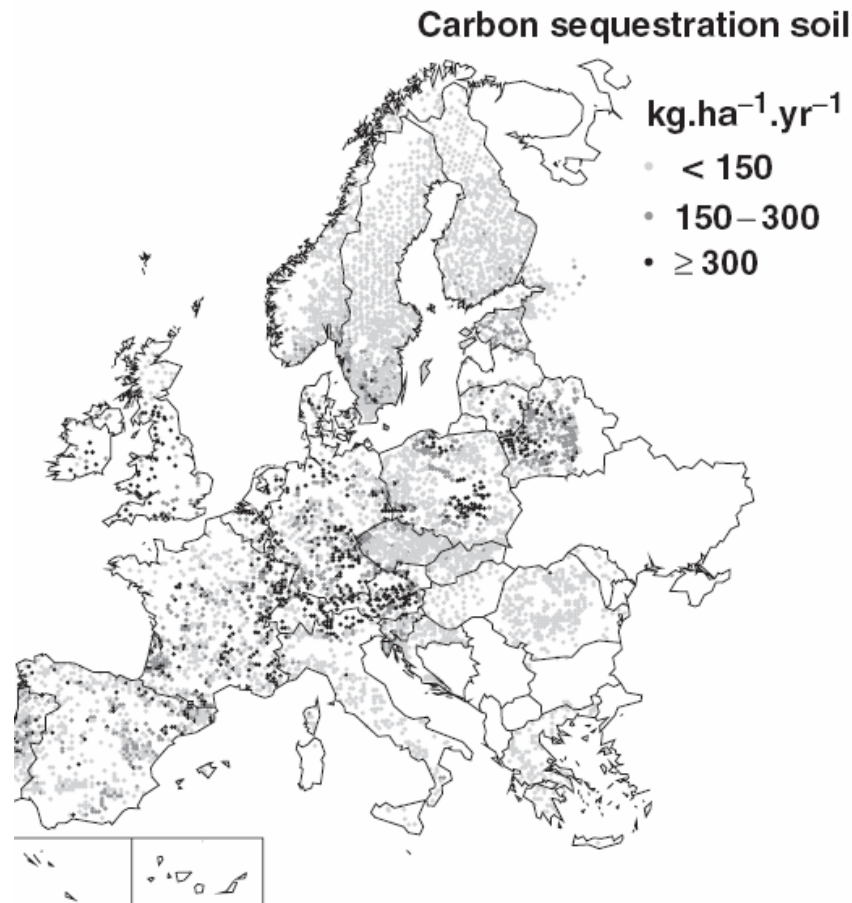 Carbon sequestration soil
kg.ha⁻¹.yr⁻¹
< 150
150–300
≥ 300